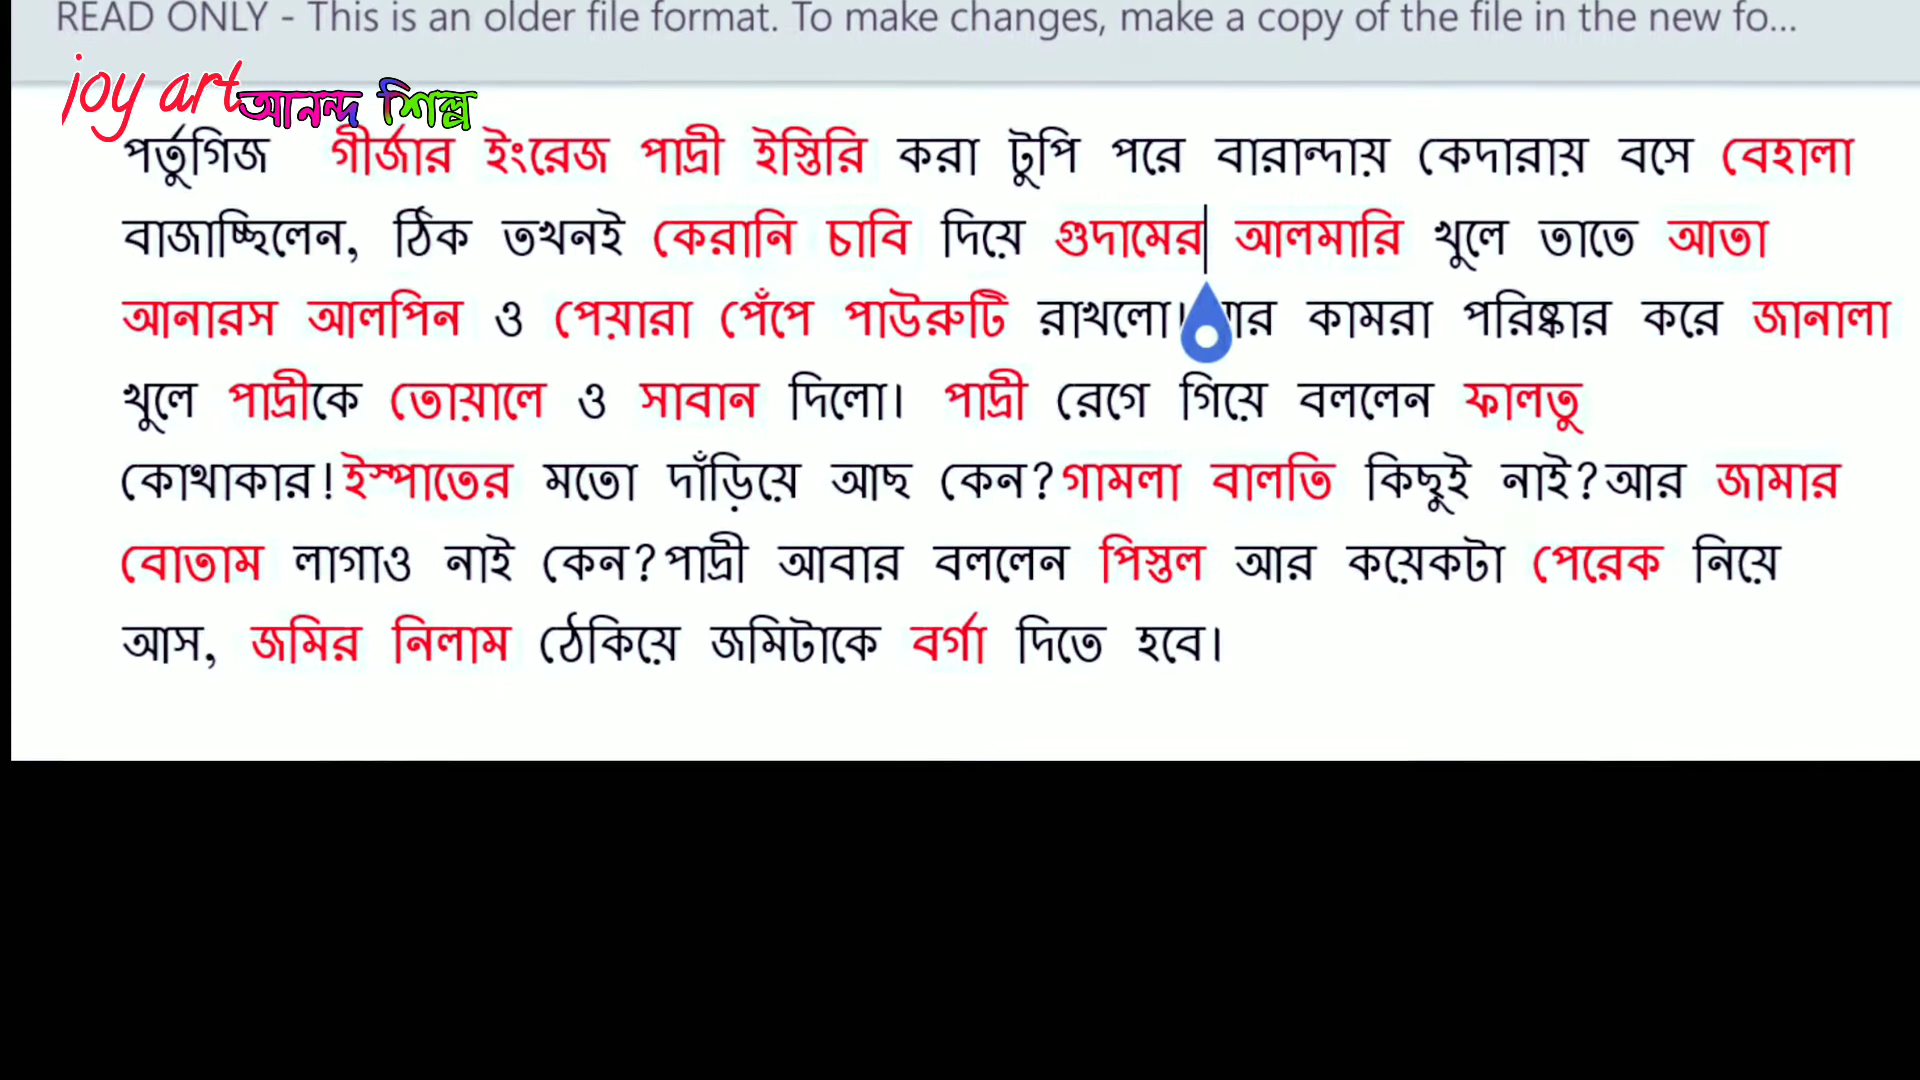 READ ONLY - This is an older file format. To make changes, make a copy of the file in the new fo...
joy art আনন্দ শিল্প
পর্তুগিজ গীর্জার ইংরেজ পাদ্রী ইস্তিরি করা টুপি পরে বারান্দায় কেদারায় বসে বেহালা
বাজাচ্ছিলেন, ঠিক তখনই কেরানি চাবি দিয়ে গুদামের আলমারি খুলে তাতে আতা
আনারস আলপিন ও পেয়ারা পেঁপে পাউরুটি রাখলো। কামরা পরিষ্কার করে জানালা
খুলে পাদ্রীকে তোয়ালে ও সাবান দিলো। পাদ্রী রেগে গিয়ে বললেন ফালতু
কোথাকার!ইস্পাতের মতো দাঁড়িয়ে আছ কেন?গামলা বালতি কিছুই নাই?আর জামার
বোতাম লাগাও নাই কেন?পাদ্রী আবার বললেন পিস্তল আর কয়েকটা পেরেক নিয়ে
আস, জমির নিলাম ঠেকিয়ে জমিটাকে বর্গা দিতে হবে।